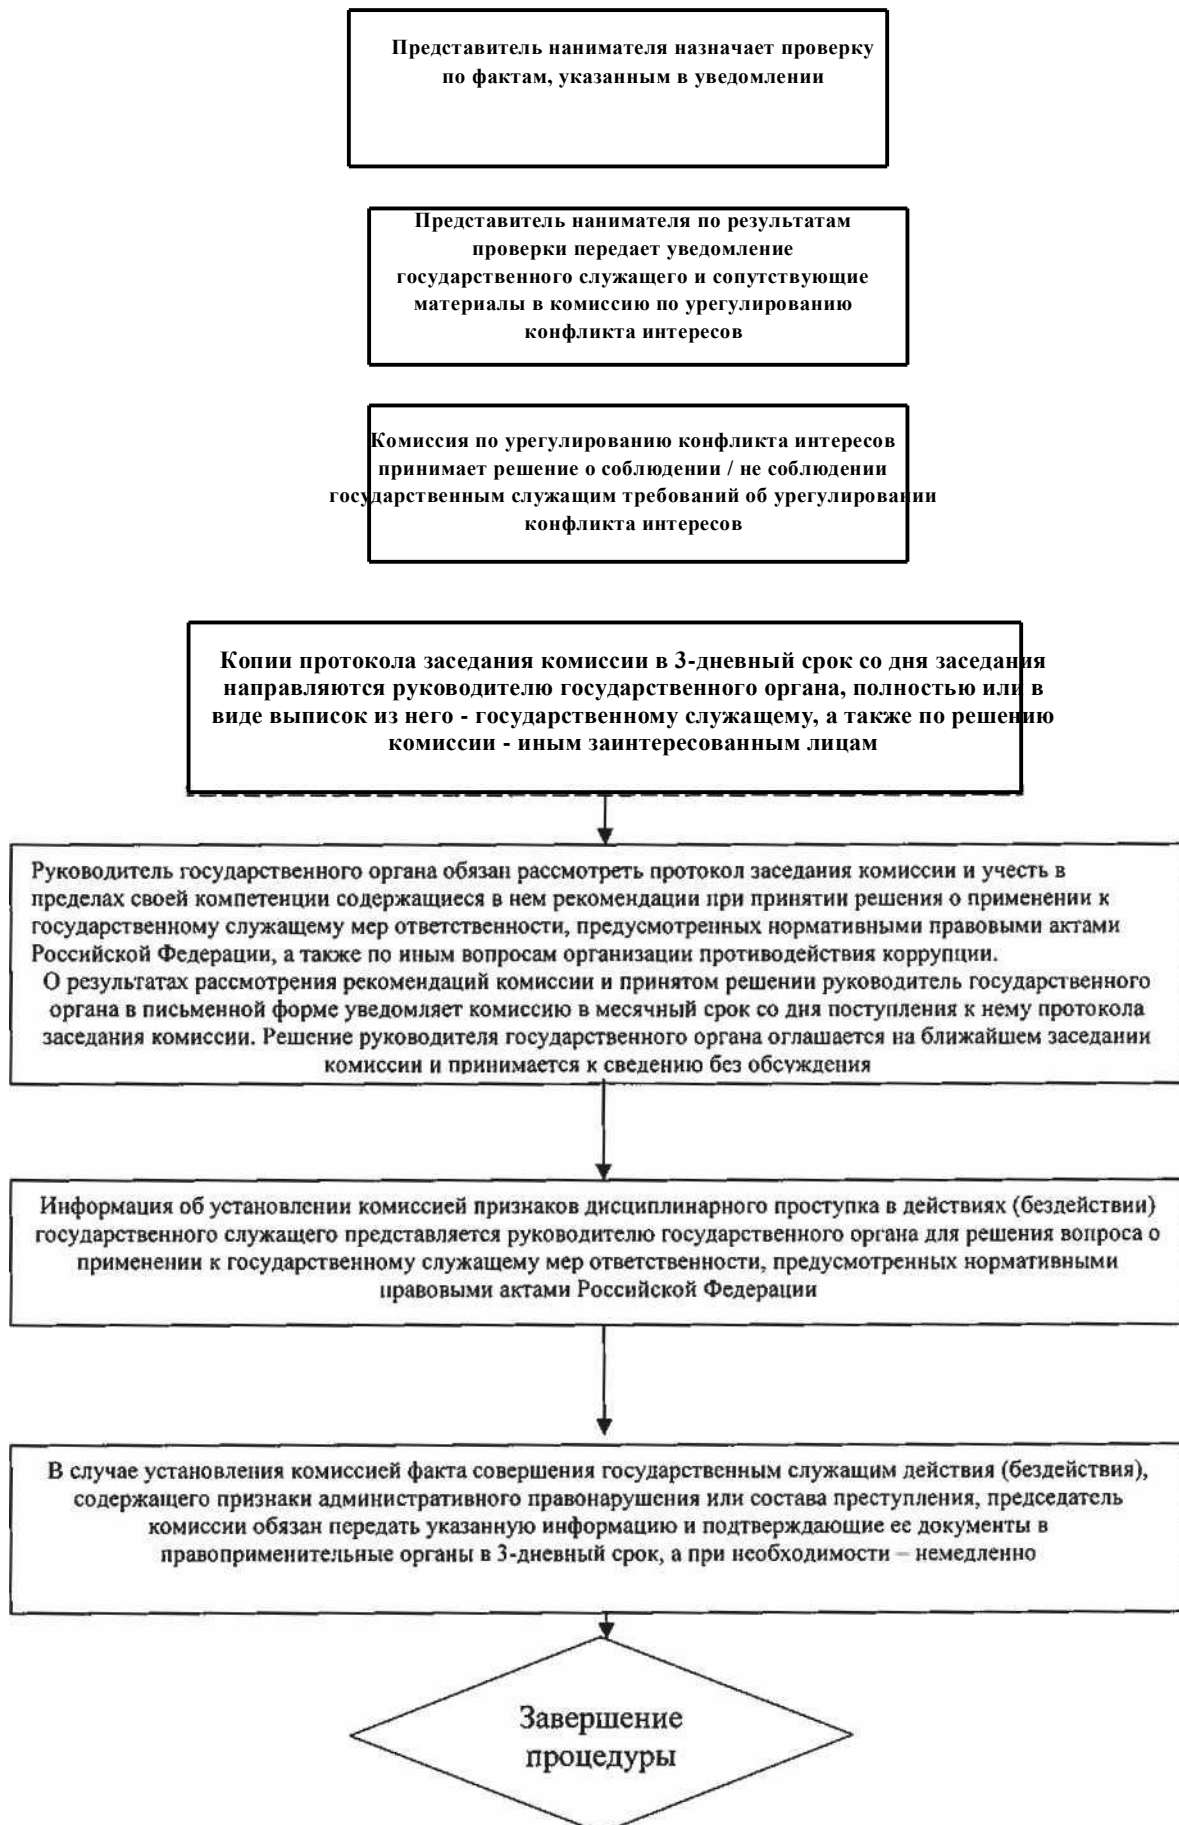 Представитель нанимателя назначает проверку
по фактам, указанным в уведомлении
Представитель нанимателя по результатам
проверки передает уведомление
государственного служащего и сопутствующие
материалы в комиссию по урегулированию
конфликта интересов
Комиссия по урегулированию конфликта интересов
принимает решение о соблюдении / не соблюдении
государственным служащим требований об урегулировании
конфликта интересов
Копии протокола заседания комиссии в 3-дневный срок со дня заседания
направляются руководителю государственного органа, полностью или в
виде выписок из него - государственному служащему, а также по решению
комиссии - иным заинтересованным лицам
Руководитель государственного органа обязан рассмотреть протокол заседания комиссии и учесть в
пределах своей компетенции содержащиеся в нем рекомендации при принятии решения о применении к
государственному служащему мер ответственности, предусмотренных нормативными правовыми актами
Российской Федерации, а также по иным вопросам организации противодействия коррупции.
О результатах рассмотрения рекомендаций комиссии и принятом решении руководитель государственного
органа в письменной форме уведомляет комиссию в месячный срок со дня поступления к нему протокола
заседания комиссии. Решение руководителя государственного органа оглашается на ближайшем заседании
комиссии и принимается к сведению без обсуждения
Информация об установлении комиссией признаков дисциплинарного проступка в действиях (бездействии)
государственного служащего представляется руководителю государственного органа для решения вопроса о
применении к государственному служащему мер ответственности, предусмотренных нормативными
правовыми актами Российской Федерации
В случае установления комиссией факта совершения государственным служащим действия (бездействия),
содержащего признаки административного правонарушения или состава преступления, председатель
комиссии обязан передать указанную информацию и подтверждающие ее документы в
правоприменительные органы в 3-дневный срок, а при необходимости – немедленно
Завершение
процедуры